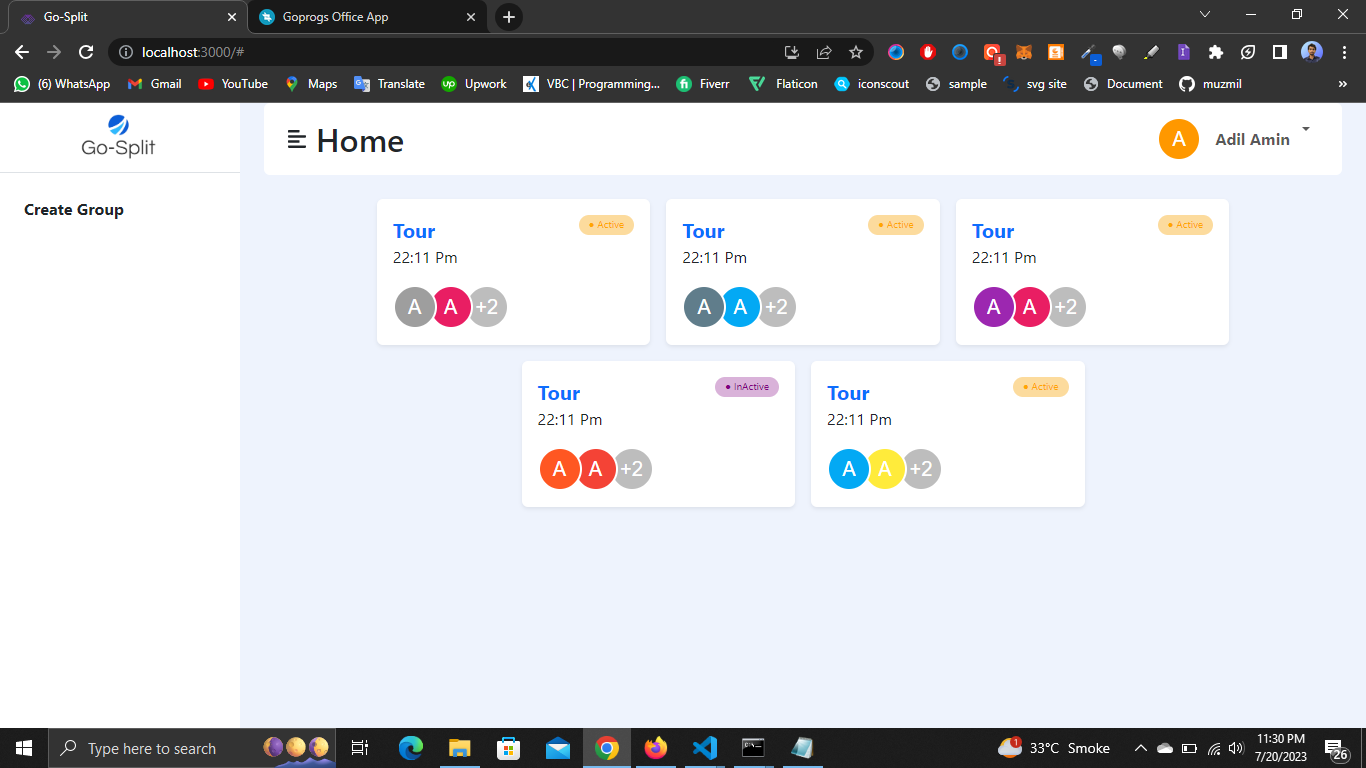 Go-Split
Goprogs Office App
localhost:3000/#
(6) WhatsApp
Gmail
YouTube
Maps
Translate
Upwork
VBC | Programming...
Fiverr
Flaticon
iconscout
sample
svg site
Document
muzmil
»
Go-Split
Home
A
Adil Amin
Create Group
Tour
Active
22:11 Pm
A A +2
Tour
Active
22:11 Pm
A A +2
Tour
Active
22:11 Pm
A A +2
Tour
InActive
22:11 Pm
A A +2
Tour
Active
22:11 Pm
A A +2
Type here to search
1
33°C Smoke
11:30 PM
7/20/2023
26